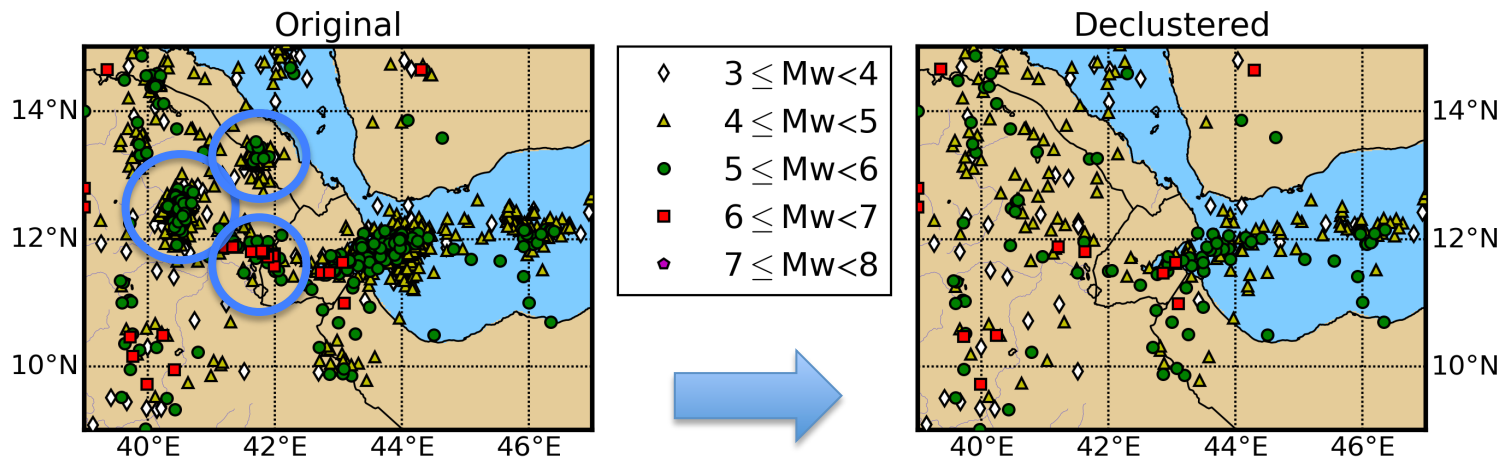 Original
Declustered
3 ≤ Mw<4
4 ≤ Mw<5
5 ≤ Mw<6
6 ≤ Mw<7
7 ≤ Mw<8
14°N
12°N
10°N
14°N
12°N
10°N
40°E 42°E 44°E 46°E
40°E 42°E 44°E 46°E